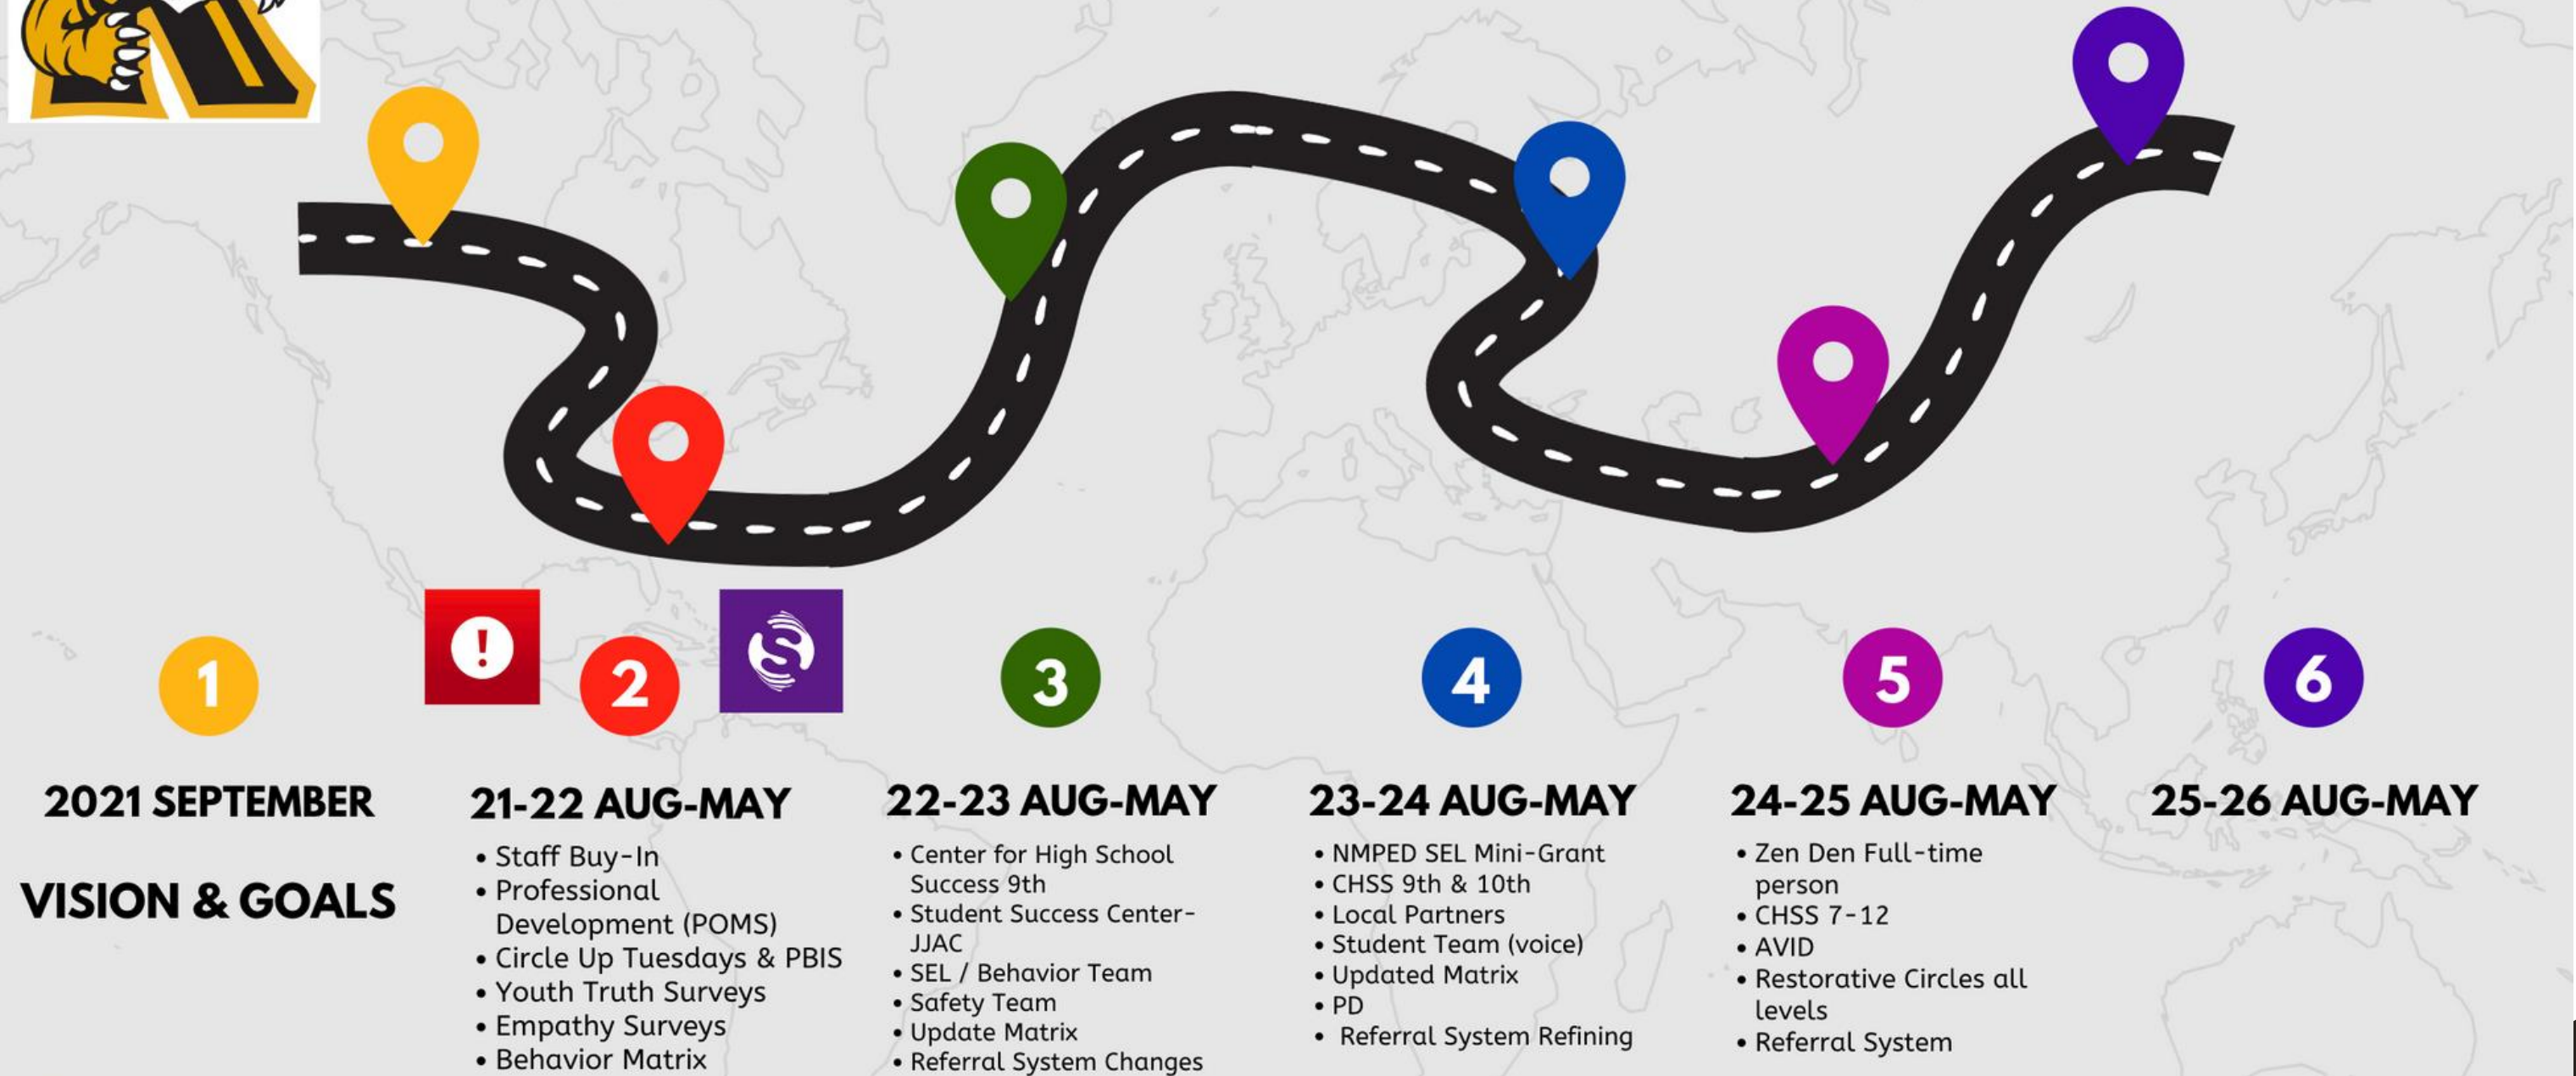 !
S
1
2
3
4
5
6
2021 SEPTEMBER
VISION & GOALS
21-22 AUG-MAY
• Staff Buy-In
• Professional
Development (POMS)
• Circle Up Tuesdays & PBIS
• Youth Truth Surveys
• Empathy Surveys
• Behavior Matrix
22-23 AUG-MAY
• Center for High School
Success 9th
• Student Success Center-
JJAC
• SEL / Behavior Team
• Safety Team
• Update Matrix
• Referral System Changes
23-24 AUG-MAY
• NMPED SEL Mini-Grant
• CHSS 9th & 10th
• Local Partners
• Student Team (voice)
• Updated Matrix
• PD
• Referral System Refining
24-25 AUG-MAY
• Zen Den Full-time
person
• CHSS 7-12
• AVID
• Restorative Circles all
levels
• Referral System
25-26 AUG-MAY